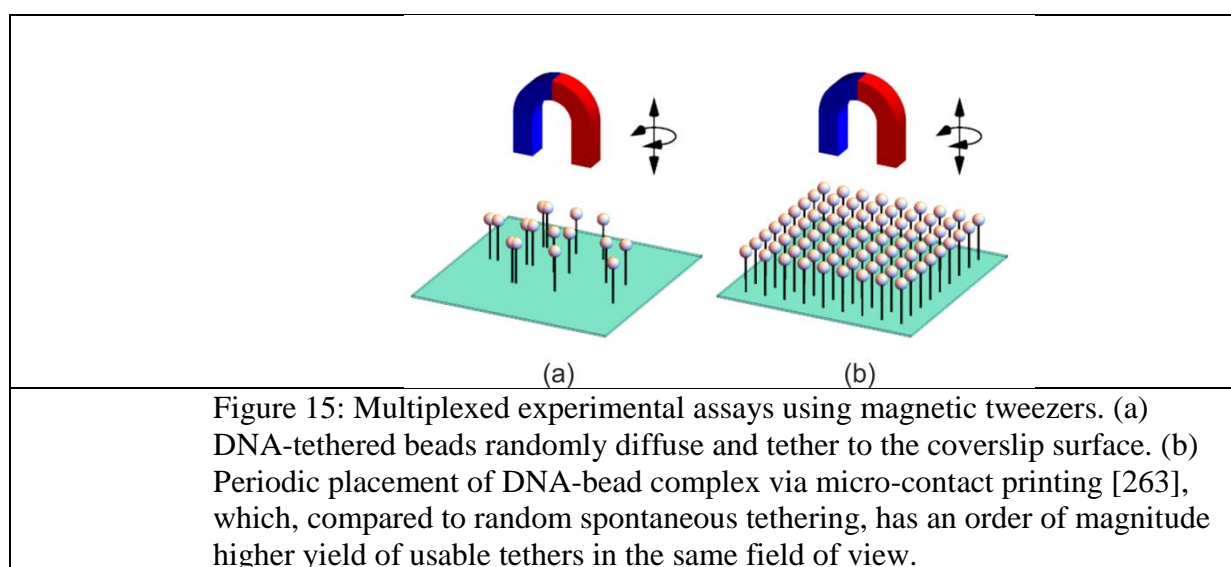 (a) (b)
Figure 15: Multiplexed experimental assays using magnetic tweezers. (a)
DNA-tethered beads randomly diffuse and tether to the coverslip surface. (b)
Periodic placement of DNA-bead complex via micro-contact printing [263],
which, compared to random spontaneous tethering, has an order of magnitude
higher yield of usable tethers in the same field of view.